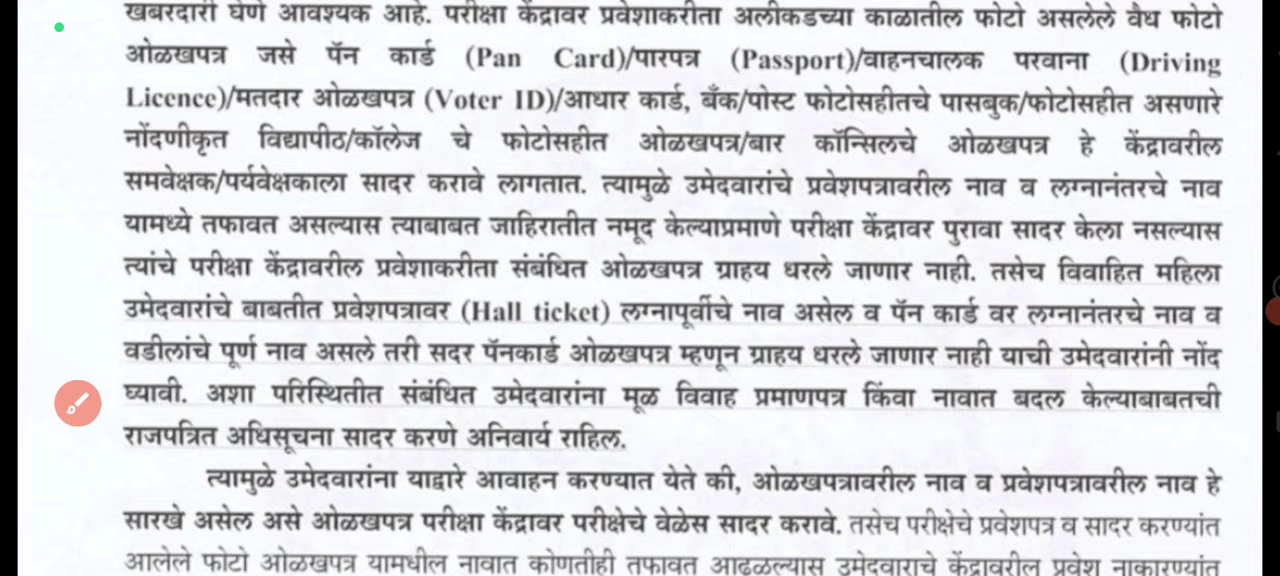 खबरदारी घेणे आवश्यक आहे. परीक्षा केंद्रावर प्रवेशाकरीता अलीकडच्या काळातील फोटो असलेले वैध फोटो
ओळखपत्र जसे पॅन कार्ड (Pan Card)/पारपत्र (Passport)/वाहनचालक परवाना (Driving
Licence)/मतदार ओळखपत्र (Voter ID)/आधार कार्ड, बँक/पोस्ट फोटोसहीतचे पासबुक/फोटोसहीत असणारे
नोंदणीकृत विद्यापीठ/कॉलेज चे फोटोसहीत ओळखपत्र/बार कॉन्सिलचे ओळखपत्र हे केंद्रावरील
समवेक्षक/पर्यवेक्षकाला सादर करावे लागतात. त्यामुळे उमेदवारांचे प्रवेशपत्रावरील नाव व लग्नानंतरचे नाव
यामध्ये तफावत असल्यास त्याबाबत जाहिरातीत नमूद केल्याप्रमाणे परीक्षा केंद्रावर पुरावा सादर केला नसल्यास
त्यांचे परीक्षा केंद्रावरील प्रवेशाकरीता संबंधित ओळखपत्र ग्राहय धरले जाणार नाही. तसेच विवाहित महिला
उमेदवारांचे बाबतीत प्रवेशपत्रावर (Hall ticket) लग्नापूर्वीचे नाव असेल व पॅन कार्ड वर लग्नानंतरचे नाव व
वडीलांचे पूर्ण नाव असले तरी सदर पॅनकार्ड ओळखपत्र म्हणून ग्राहय धरले जाणार नाही याची उमेदवारांनी नोंद
घ्यावी. अशा परिस्थितीत संबंधित उमेदवारांना मूळ विवाह प्रमाणपत्र किंवा नावात बदल केल्याबाबतची
राजपत्रित अधिसूचना सादर करणे अनिवार्य राहिल.
त्यामुळे उमेदवारांना याद्वारे आवाहन करण्यात येते की, ओळखपत्रावरील नाव व प्रवेशपत्रावरील नाव हे
सारखे असेल असे ओळखपत्र परीक्षा केंद्रावर परीक्षेचे वेळेस सादर करावे. तसेच परीक्षेचे प्रवेशपत्र व सादर करण्यांत
आलेले फोटो ओळखपत्र यामधील नावात कोणतीही तफावत आढळल्यास उमेदवाराचे केंद्रावरील प्रवेश नाकारण्यांत